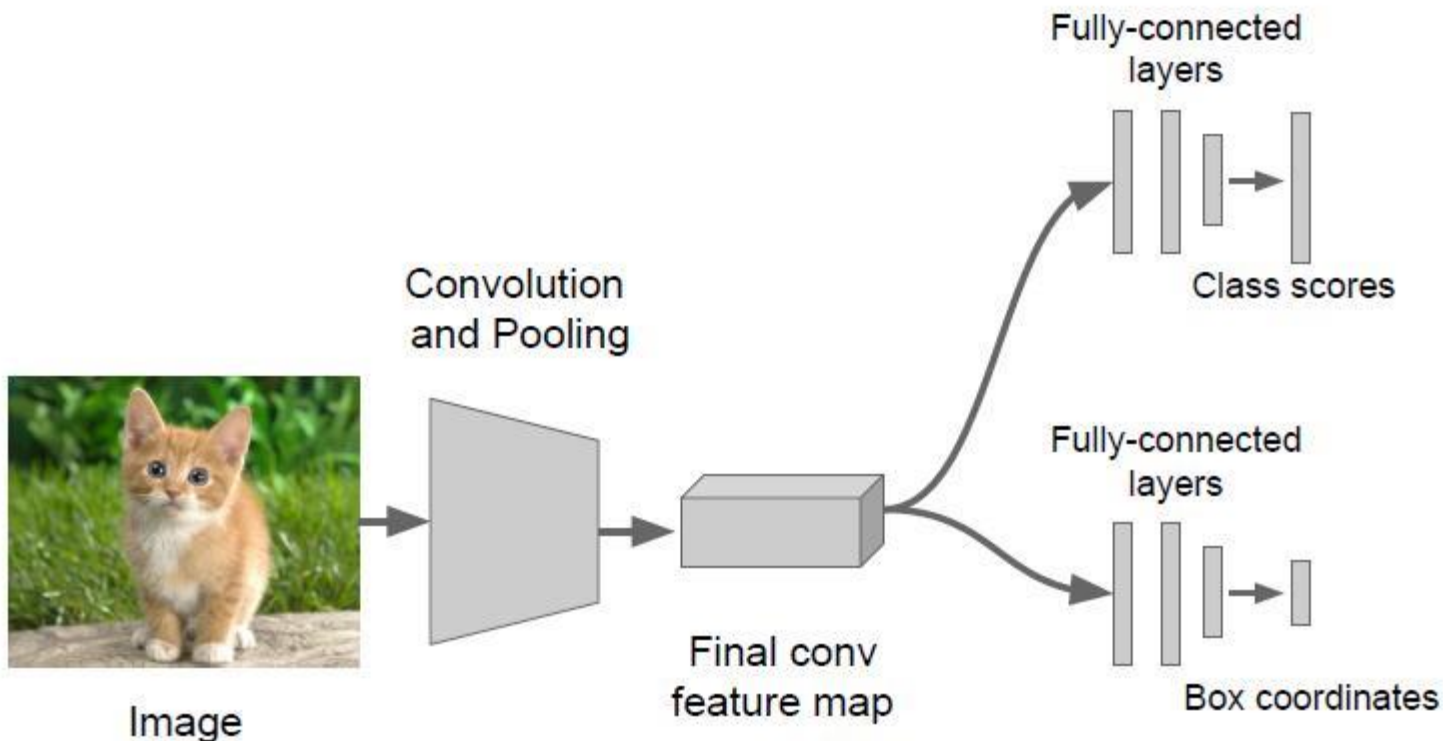 Fully-connected
layers
Class scores
Convolution
and Pooling
Image
Final conv
feature map
Fully-connected
layers
Box coordinates